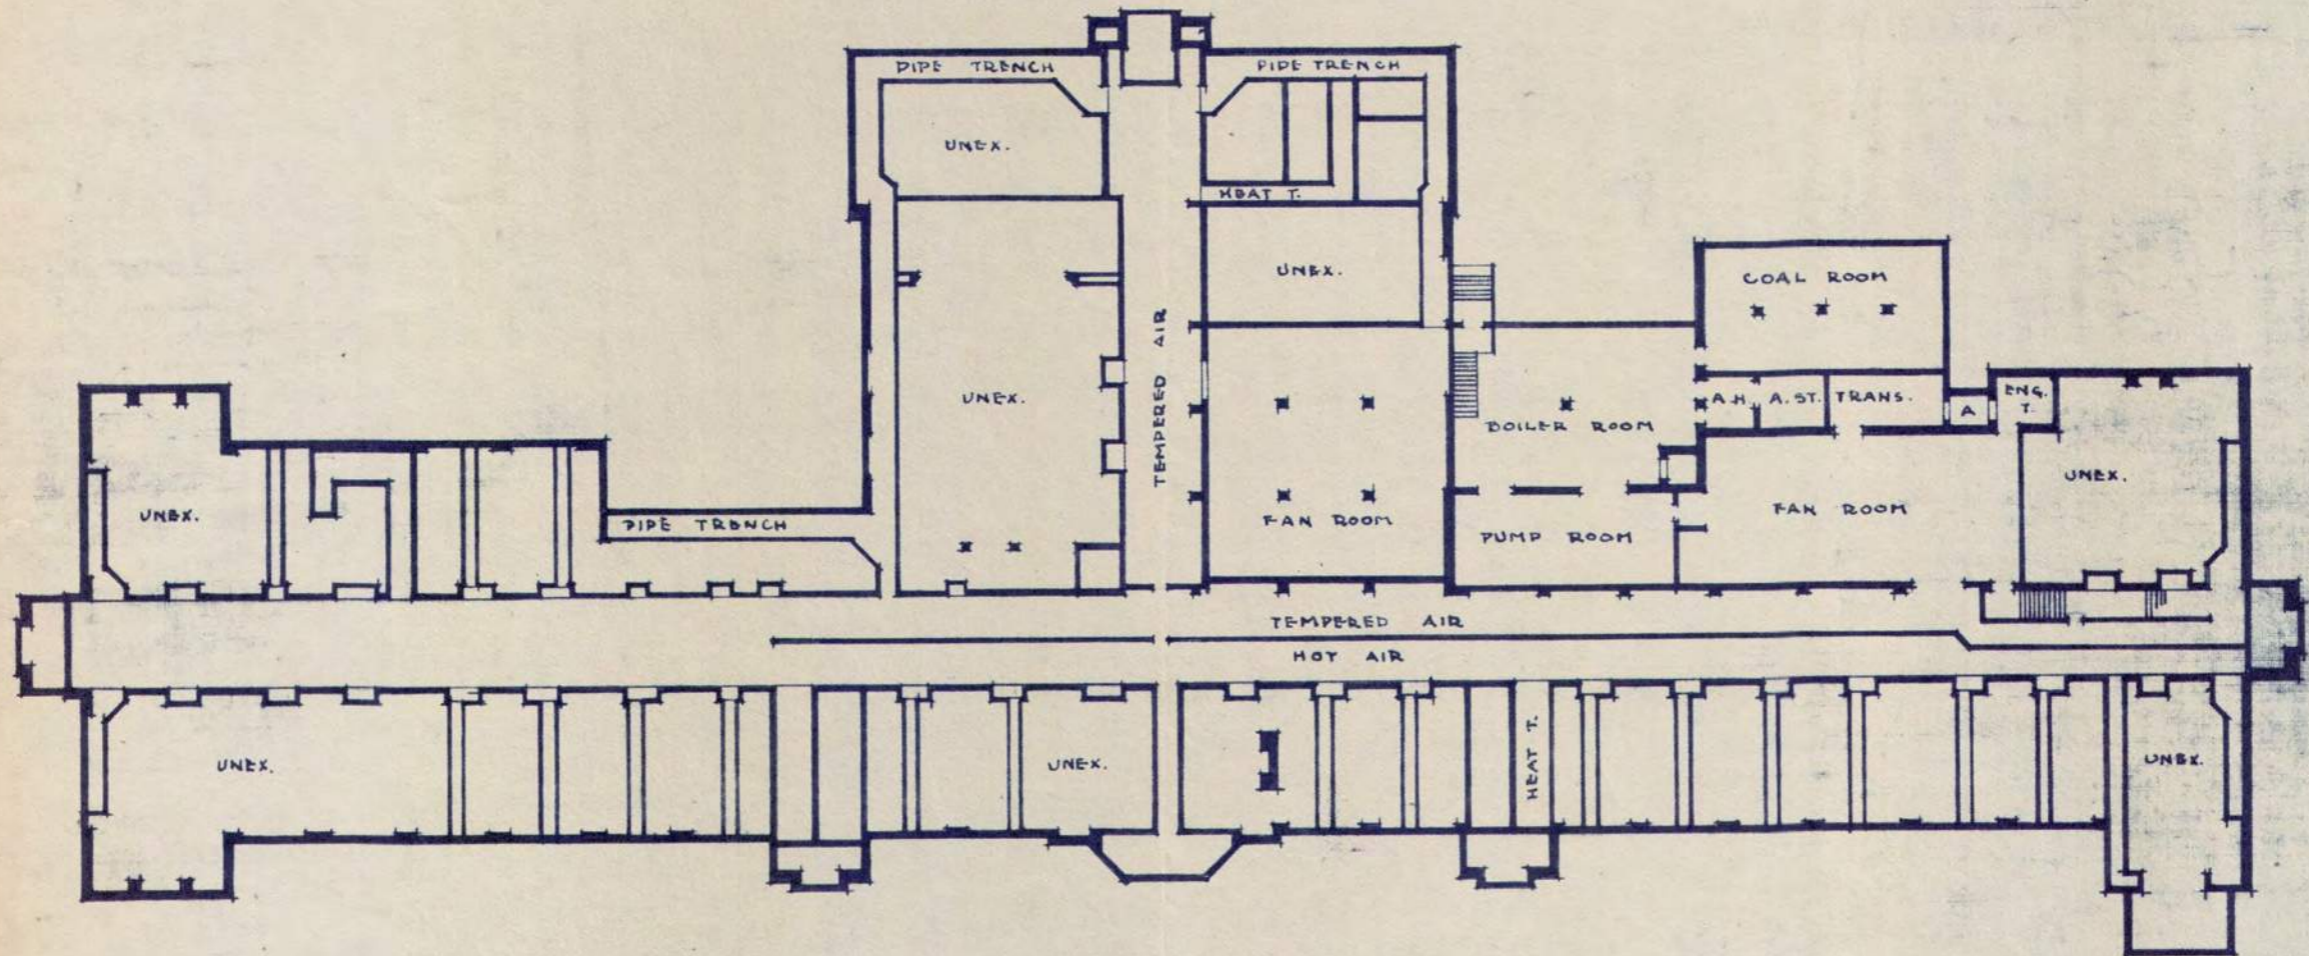 PIPE TRENCH
PIPE TRENCH
UNEX.
HEAT T.
UNEX.
COAL ROOM
TEMPERED AIR
UNEX.
A.H.
A. ST.
TRANS.
A
ENG.
T.
BOILER ROOM
UNEX.
UNEX.
PIPE TRENCH
FAN ROOM
PUMP ROOM
FAN ROOM
TEMPERED AIR
HOT AIR
UNEX.
UNEX.
HEAT T.
UNEX.